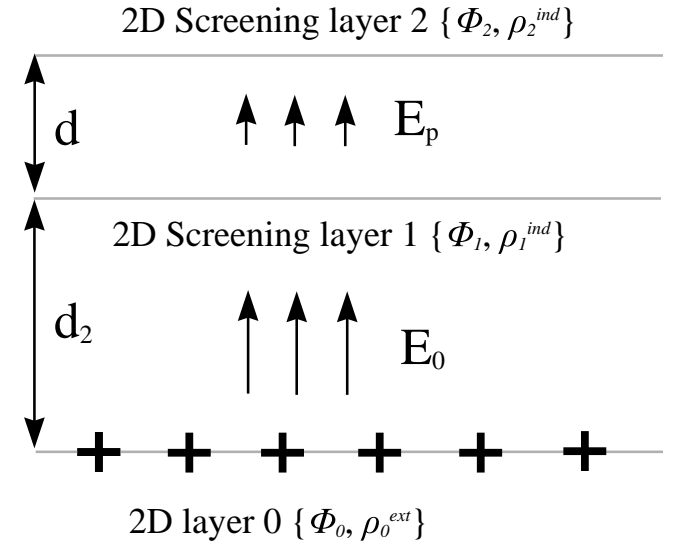 2D Screening layer 2 {Φ₂, ρ₂ⁱⁿᵈ}
d
Eₚ
2D Screening layer 1 {Φ₁, ρ₁ⁱⁿᵈ}
d₂
E₀
2D layer 0 {Φ₀, ρ₀ᵉˣᵗ}